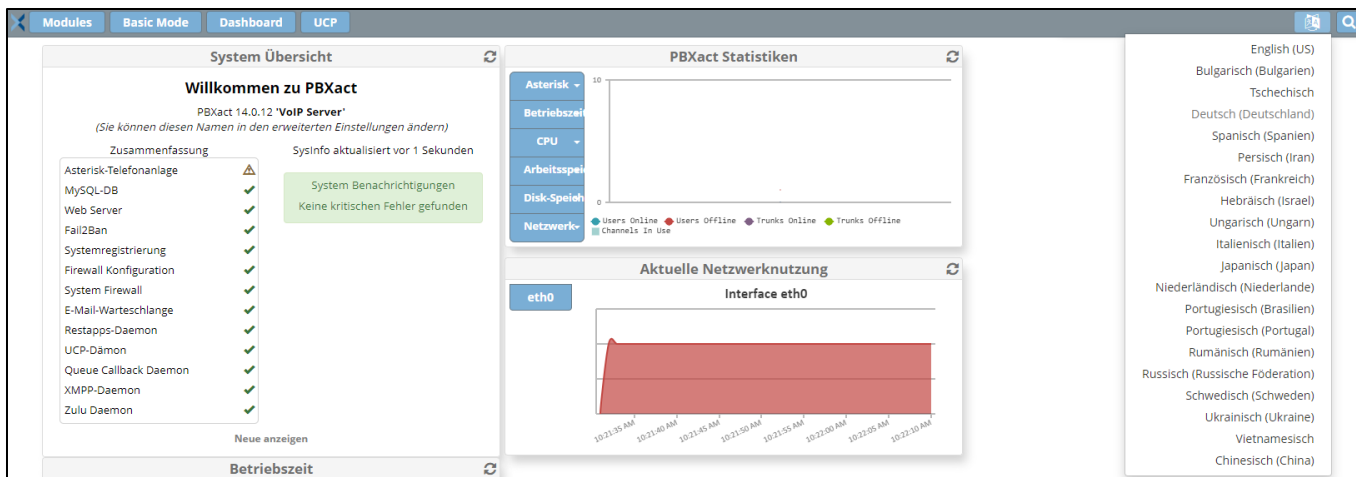 Modules Basic Mode Dashboard UCP
System Übersicht
Willkommen zu PBXact
PBXact 14.0.12 'VoIP Server'
(Sie können diesen Namen in den erweiterten Einstellungen ändern)
Zusammenfassung
Asterisk-Telefonanlage
MySQL-DB
Web Server
Fail2Ban
Systemregistrierung
Firewall Konfiguration
System Firewall
E-Mail-Warteschlange
Restapps-Daemon
UCP-Dämon
Queue Callback Daemon
XMPP-Daemon
Zulu Daemon
SysInfo aktualisiert vor 1 Sekunden
System Benachrichtigungen
Keine kritischen Fehler gefunden
Neue anzeigen
Betriebszeit
PBXact Statistiken
Asterisk
Betriebszeit
CPU
Arbeitsspei
Disk-Speich
Netzwerk
10
0
Users Online Users Offline Trunks Online Trunks Offline
Channels In Use
Aktuelle Netzwerknutzung
eth0
Interface eth0
10:21:35 AM 10:21:40 AM 10:21:45 AM 10:21:50 AM 10:21:55 AM 10:22:00 AM 10:22:05 AM 10:22:10 AM
English (US)
Bulgarisch (Bulgarien)
Tschechisch
Deutsch (Deutschland)
Spanisch (Spanien)
Persisch (Iran)
Französisch (Frankreich)
Hebräisch (Israel)
Ungarisch (Ungarn)
Italienisch (Italien)
Japanisch (Japan)
Niederländisch (Niederlande)
Portugiesisch (Brasilien)
Portugiesisch (Portugal)
Rumänisch (Rumänien)
Russisch (Russische Föderation)
Schwedisch (Schweden)
Ukrainisch (Ukraine)
Vietnamesisch
Chinesisch (China)